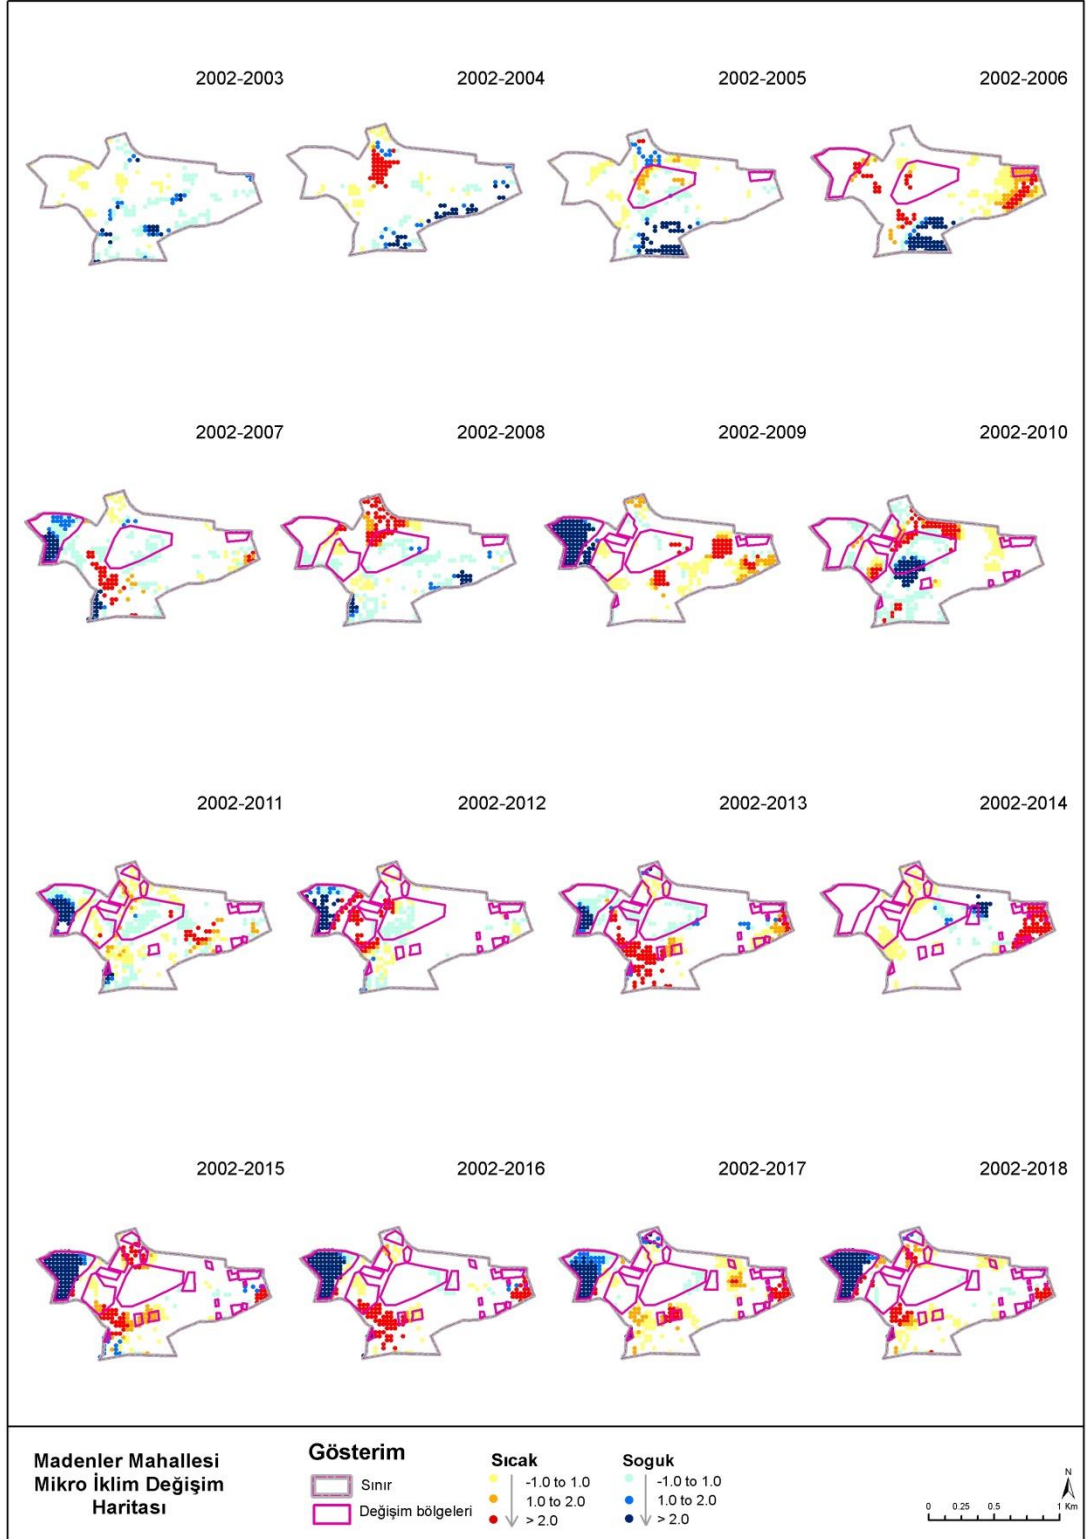 2002-2003
2002-2004
2002-2005
2002-2006
2002-2007
2002-2008
2002-2009
2002-2010
2002-2011
2002-2012
2002-2013
2002-2014
2002-2015
2002-2016
2002-2017
2002-2018
Madenler Mahallesi
Mikro İklim Değişim
Haritası
Gösterim
Sınır
Değişim bölgeleri
Sıcak
-1.0 to 1.0
1.0 to 2.0
> 2.0
Soguk
-1.0 to 1.0
1.0 to 2.0
> 2.0
N
0 0.25 0.5 1 Km